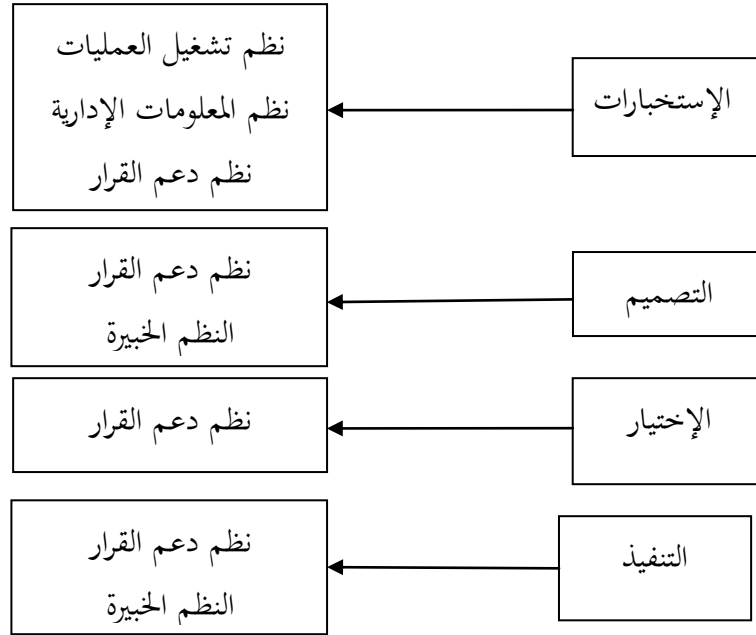 الإستخبارات
نظم تشغيل العمليات
نظم المعلومات الإدارية
نظم دعم القرار
التصميم
نظم دعم القرار
النظم الخبيرة
الإختيار
نظم دعم القرار
التنفيذ
نظم دعم القرار
النظم الخبيرة